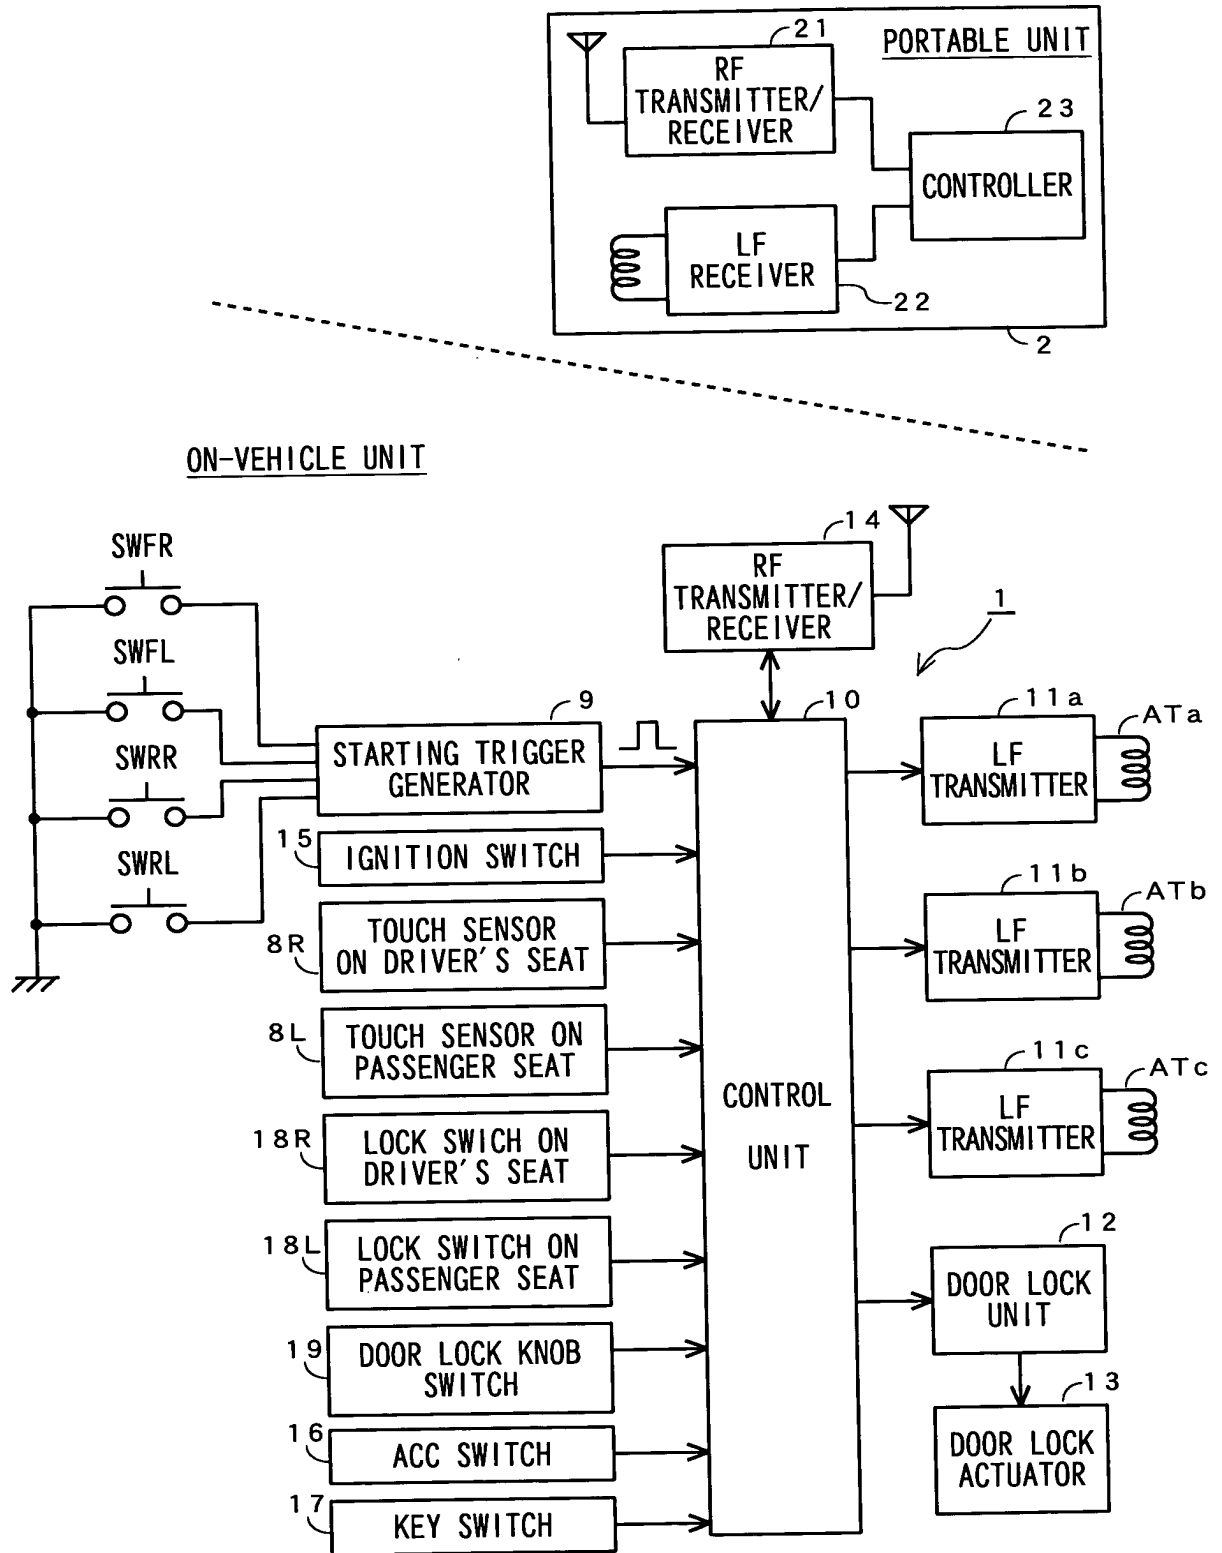 21
PORTABLE UNIT
RF
TRANSMITTER/
RECEIVER
23
CONTROLLER
LF
RECEIVER
22
2
ON-VEHICLE UNIT
14
RF
TRANSMITTER/
RECEIVER
1
SWFR
SWFL
SWRR
SWRL
9
STARTING TRIGGER
GENERATOR
15
IGNITION SWITCH
8R
TOUCH SENSOR
ON DRIVER'S SEAT
8L
TOUCH SENSOR ON
PASSENGER SEAT
18R
LOCK SWICH ON
DRIVER'S SEAT
18L
LOCK SWITCH ON
PASSENGER SEAT
19
DOOR LOCK KNOB
SWITCH
16
ACC SWITCH
17
KEY SWITCH
10
CONTROL
UNIT
11a
ATa
LF
TRANSMITTER
11b
ATb
LF
TRANSMITTER
11c
ATc
LF
TRANSMITTER
12
DOOR LOCK
UNIT
13
DOOR LOCK
ACTUATOR